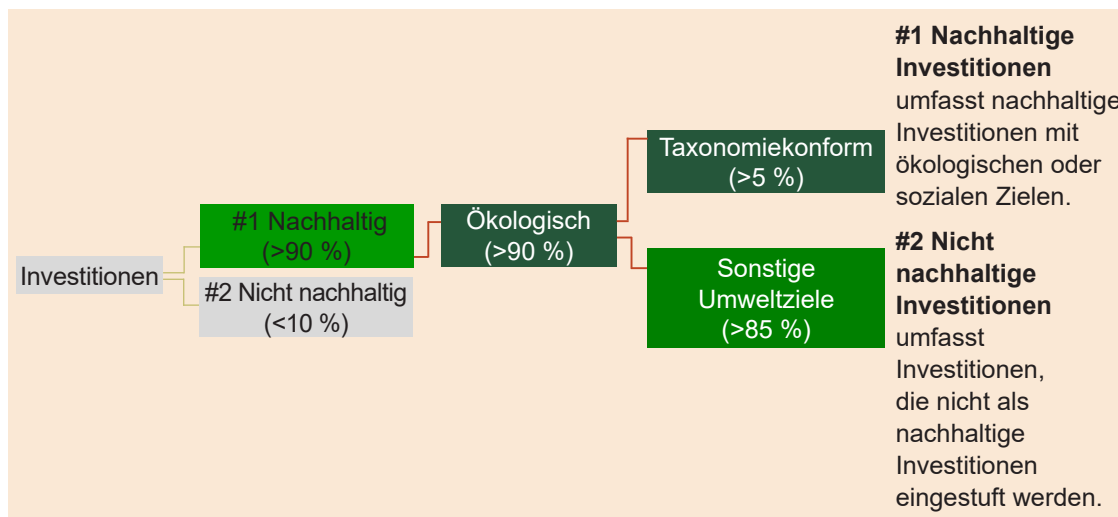 Investitionen
#1 Nachhaltig
(>90 %)
#2 Nicht nachhaltig
(<10 %)
Ökologisch
(>90 %)
Taxonomiekonform
(>5 %)
Sonstige
Umweltziele
(>85 %)
#1 Nachhaltige
Investitionen
umfasst nachhaltige
Investitionen mit
ökologischen oder
sozialen Zielen.
#2 Nicht
nachhaltige
Investitionen
umfasst
Investitionen,
die nicht als
nachhaltige
Investitionen
eingestuft werden.